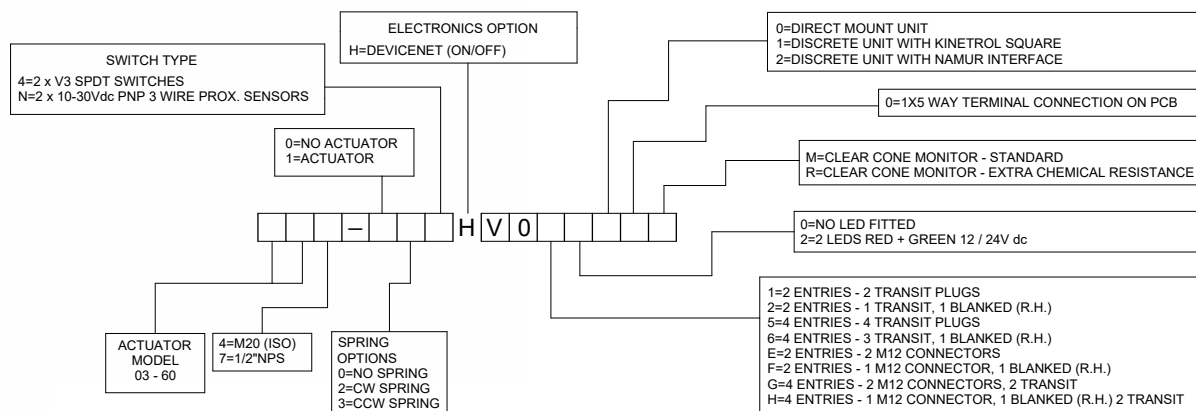 ELECTRONICS OPTION
H=DEVICENET (ON/OFF)
0=DIRECT MOUNT UNIT
1=DISCRETE UNIT WITH KINETROL SQUARE
2=DISCRETE UNIT WITH NAMUR INTERFACE
SWITCH TYPE
4=2 x V3 SPDT SWITCHES
N=2 x 10-30Vdc PNP 3 WIRE PROX. SENSORS
0=1X5 WAY TERMINAL CONNECTION ON PCB
0=NO ACTUATOR
1=ACTUATOR
M=CLEAR CONE MONITOR - STANDARD
R=CLEAR CONE MONITOR - EXTRA CHEMICAL RESISTANCE
– H V 0
0=NO LED FITTED
2=2 LEDS RED + GREEN 12 / 24V dc
ACTUATOR
MODEL
03 - 60
4=M20 (ISO)
7=1/2"NPS
SPRING
OPTIONS
0=NO SPRING
2=CW SPRING
3=CCW SPRING
1=2 ENTRIES - 2 TRANSIT PLUGS
2=2 ENTRIES - 1 TRANSIT, 1 BLANKED (R.H.)
5=4 ENTRIES - 4 TRANSIT PLUGS
6=4 ENTRIES - 3 TRANSIT, 1 BLANKED (R.H.)
E=2 ENTRIES - 2 M12 CONNECTORS
F=2 ENTRIES - 1 M12 CONNECTOR, 1 BLANKED (R.H.)
G=4 ENTRIES - 2 M12 CONNECTORS, 2 TRANSIT
H=4 ENTRIES - 1 M12 CONNECTOR, 1 BLANKED (R.H.) 2 TRANSIT